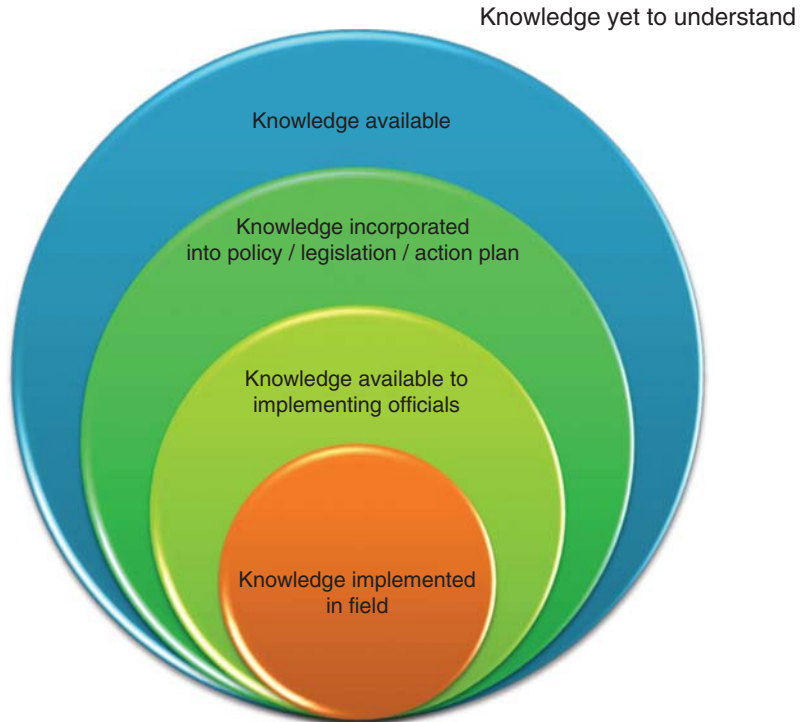 Knowledge yet to understand
Knowledge available
Knowledge incorporated
into policy / legislation / action plan
Knowledge available to
implementing officials
Knowledge implemented
in field